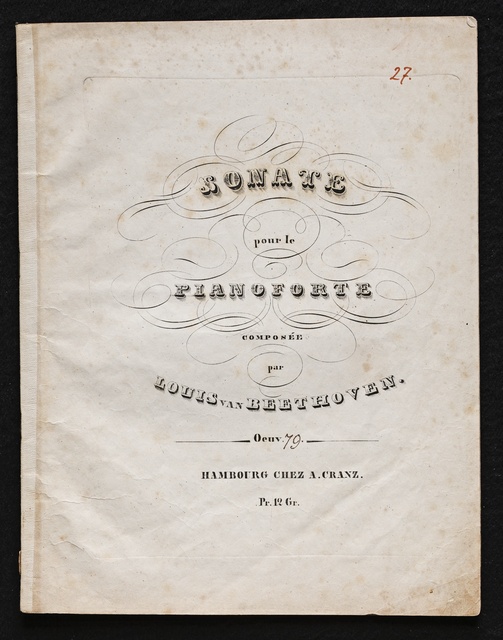 27.
SONATE
pour le
PIANOFORTE
COMPOSÉE
par
LOUIS VAN BEETHOVEN.
Oeuv. 79.
HAMBOURG CHEZ A. CRANZ.
Pr. 12 Gr.